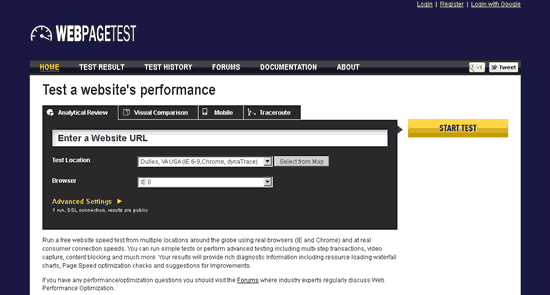 Login | Register | Login with Google
WEBPAGETEST
HOME TEST RESULT TEST HISTORY FORUMS DOCUMENTATION ABOUT Tweet
Test a website's performance
Analytical Review Visual Comparison Mobile Traceroute
START TEST
Enter a Website URL
Test Location Dulles, VA USA (IE 6-9,Chrome, dynaTrace) Select from Map
Browser IE 8
Advanced Settings
1 run, DSL connection, results are public
Run a free website speed test from multiple locations around the globe using real browsers (IE and Chrome) and at real
consumer connection speeds. You can run simple tests or perform advanced testing including multi-step transactions, video
capture, content blocking and much more. Your results will provide rich diagnostic information including resource loading waterfall
charts, Page Speed optimization checks and suggestions for improvements.
If you have any performance/optimization questions you should visit the Forums where industry experts regularly discuss Web
Performance Optimization.